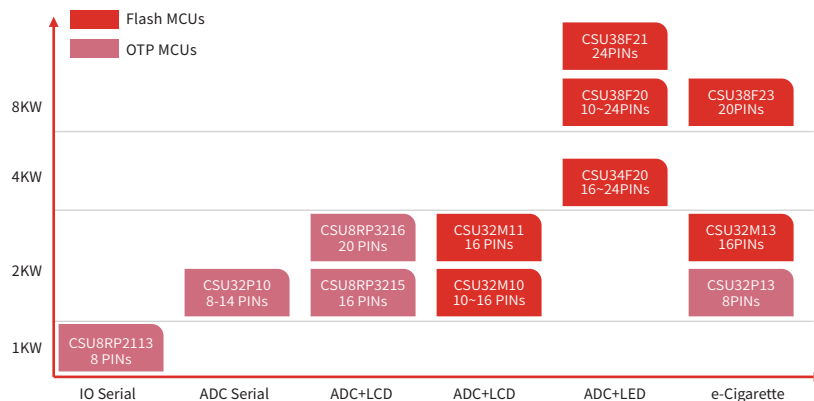 Flash MCUs
OTP MCUs
CSU38F21
24PINs
8KW
CSU38F20
10~24PINs
CSU38F23
20PINs
4KW
CSU34F20
16~24PINs
CSU8RP3216
20 PINs
CSU32M11
16 PINs
CSU32M13
16PINs
2KW
CSU32P10
8-14 PINs
CSU8RP3215
16 PINs
CSU32M10
10~16 PINs
CSU32P13
8PINs
1KW
CSU8RP2113
8 PINs
IO Serial
ADC Serial
ADC+LCD
ADC+LCD
ADC+LED
e-Cigarette